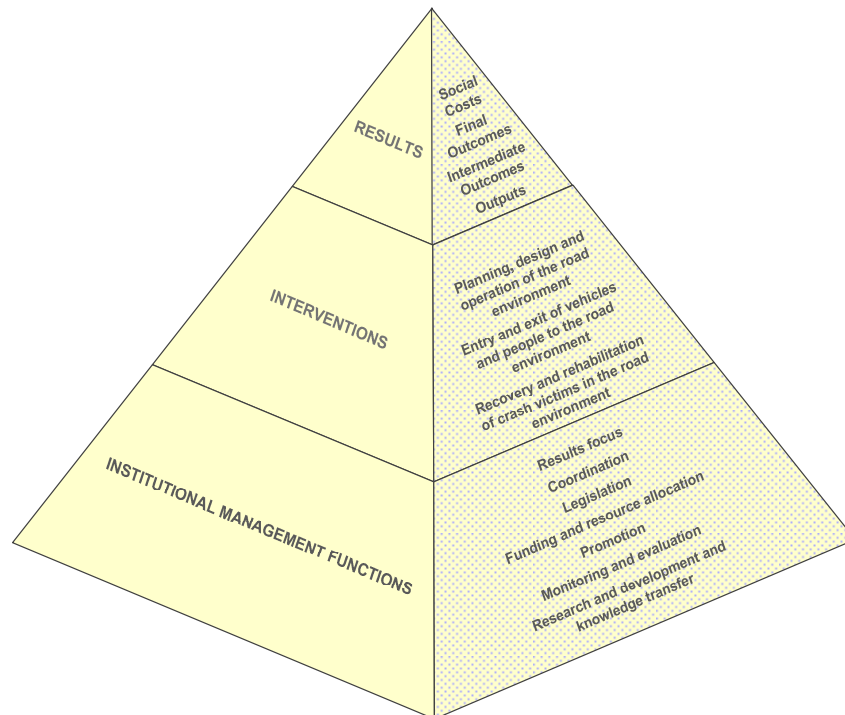 RESULTS
Social
Costs
Final
Outcomes
Intermediate
Outcomes
Outputs
INTERVENTIONS
Planning, design and
operation of the road
environment
Entry and exit of vehicles
and people to the road
environment
Recovery and rehabilitation
of crash victims in the road
environment
INSTITUTIONAL MANAGEMENT FUNCTIONS
Results focus
Coordination
Legislation
Funding and resource allocation
Promotion
Monitoring and evaluation
Research and development and
knowledge transfer